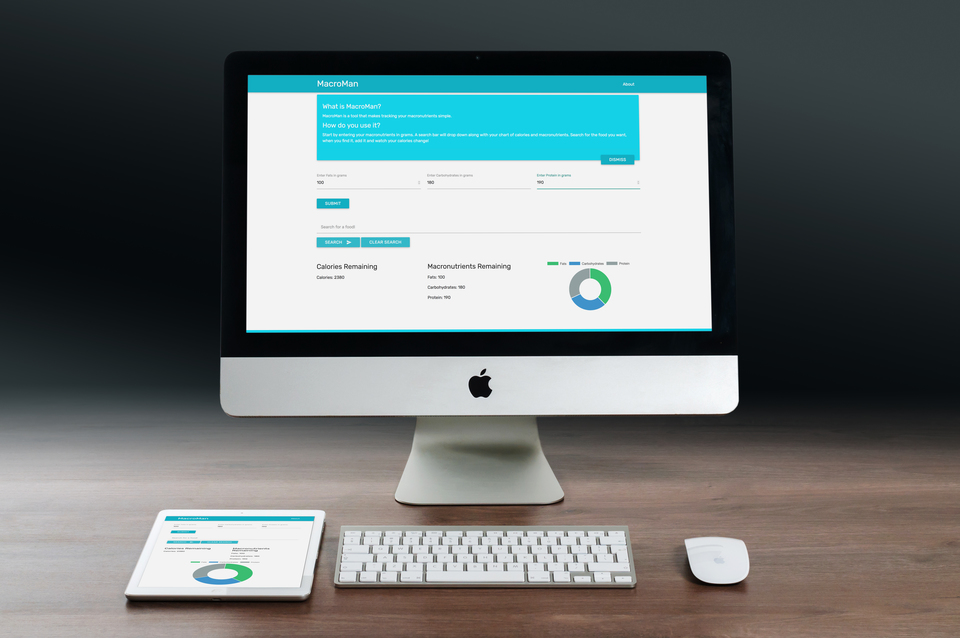 MacroMan
About
What is MacroMan?
MacroMan is a tool that makes tracking your macronutrients simple.
How do you use it?
Start by entering your macronutrients in grams. A search bar will drop down along with your chart of calories and macronutrients. Search for the food you want,
when you find it, add it and watch your calories change!
DISMISS
Enter Fats in grams
Enter Carbohydrates in grams
Enter Protein in grams
100
180
190
SUBMIT
Search for a food!
SEARCH
CLEAR SEARCH
Calories Remaining
Calories: 2380
Macronutrients Remaining
Fats: 100
Carbohydrates: 180
Protein: 190
Fats
Carbohydrates
Protein
MacroMan
Calories Remaining
Macronutrients
Remaining